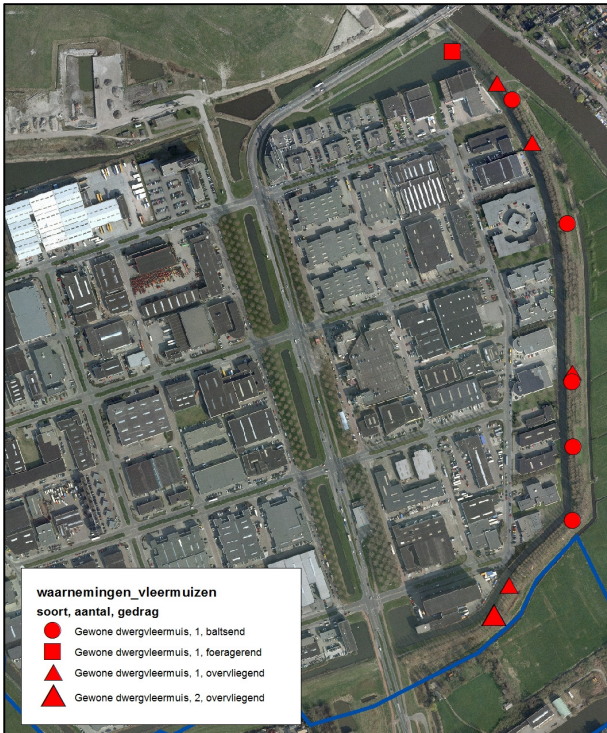 waarnemingen_vleermuizen
soort, aantal, gedrag
Gewone dwergvleermuis, 1, baltsend
Gewone dwergvleermuis, 1, foeragerend
Gewone dwergvleermuis, 1, overvliegend
Gewone dwergvleermuis, 2, overvliegend